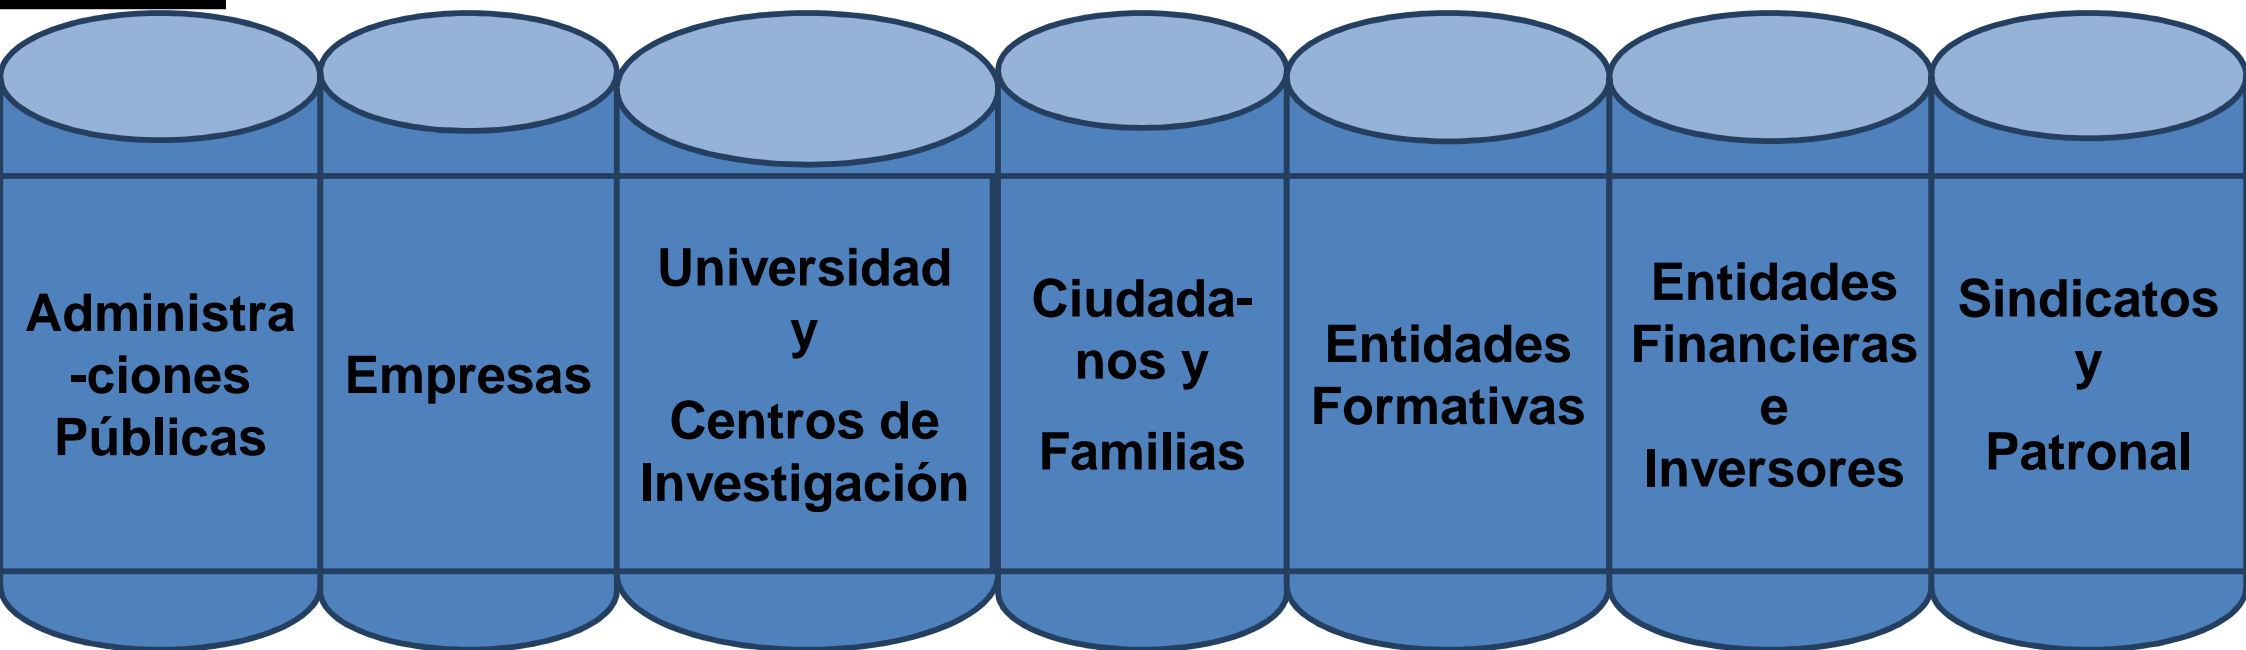 Administra
-ciones
Públicas
Empresas
Universidad
y
Centros de
Investigación
Ciudada-
nos y
Familias
Entidades
Formativas
Entidades
Financieras
e
Inversores
Sindicatos
y
Patronal